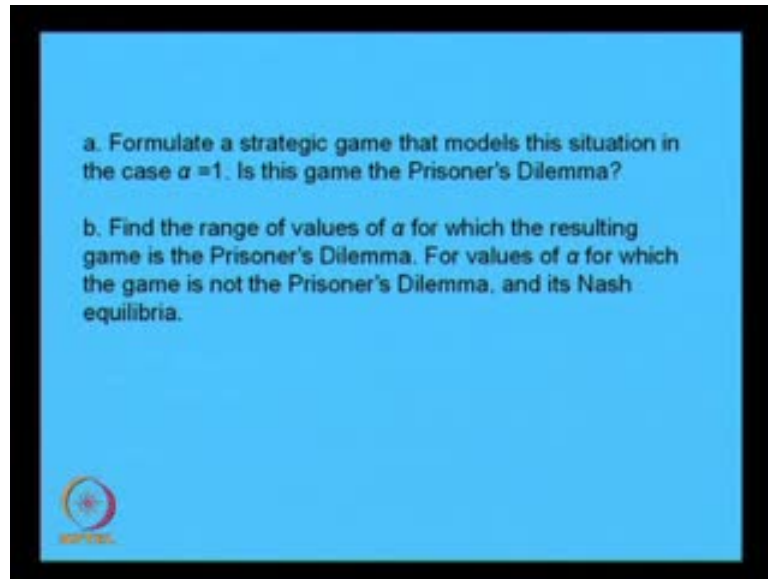 a. Formulate a strategic game that models this situation in
the case α =1. Is this game the Prisoner's Dilemma?
b. Find the range of values of α for which the resulting
game is the Prisoner's Dilemma. For values of α for which
the game is not the Prisoner's Dilemma, and its Nash
equilibria.
NPTEL